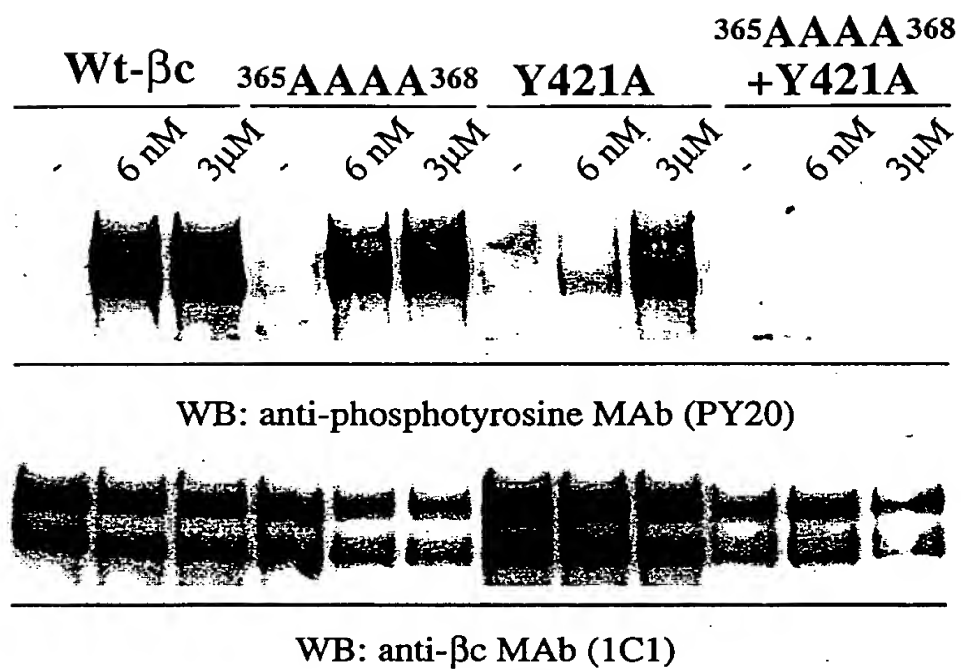 Wt-βc ³⁶⁵AAAA³⁶⁸ Y421A ³⁶⁵AAAA³⁶⁸
+Y421A
- 6 nM 3μM - 6 nM 3μM - 6 nM 3μM - 6 nM 3μM
WB: anti-phosphotyrosine MAb (PY20)
WB: anti-βc MAb (1C1)